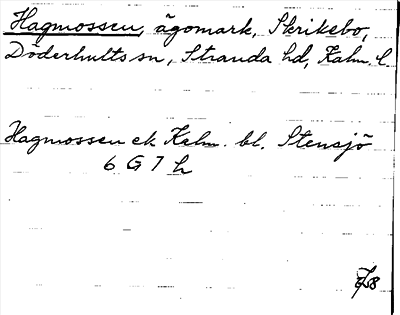 Hagmossen, ägomark, Skrikebo,
Döderhults sn, Stranda hd, Kalm. l.
Hagmossen ek Kalm. bl. Stensjö
6 G 7 h